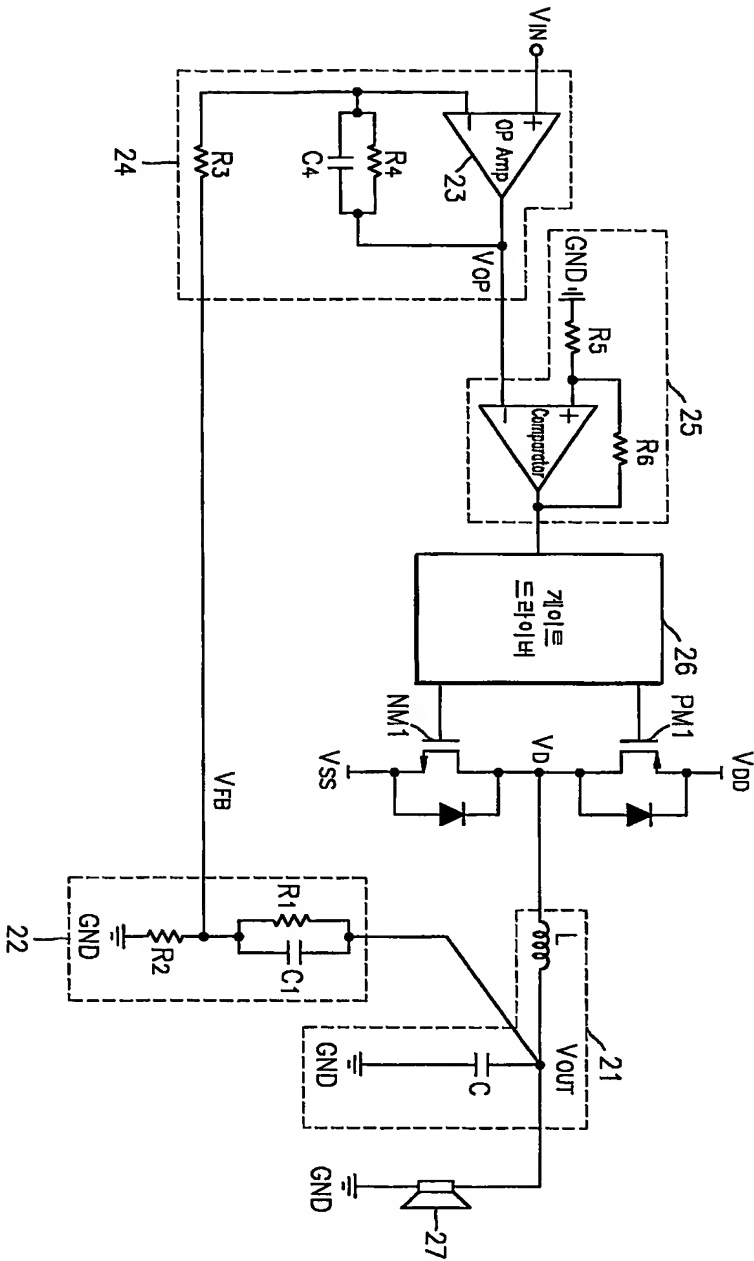 VIN
OP Amp
23
R4
C4
R3
24
VOP
GND
R5
R6
25
Comparator
게이트
드라이버
26
PM1
NM1
VDD
VD
VSS
VFB
L
21
VOUT
C
GND
R1
C1
R2
GND
22
GND
27